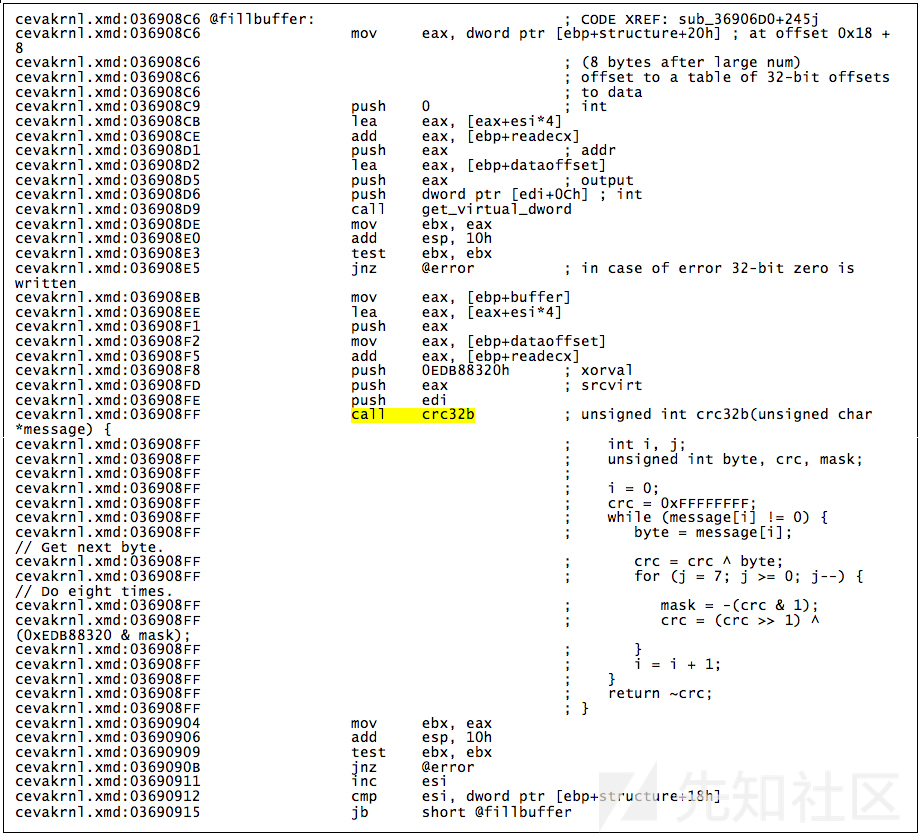 cevakrnl.xmd:036908C6 @fillbuffer: ; CODE XREF: sub_36906D0+245j
cevakrnl.xmd:036908C6 mov eax, dword ptr [ebp+structure+20h] ; at offset 0x18 +
8
cevakrnl.xmd:036908C6 ; (8 bytes after large num)
cevakrnl.xmd:036908C6 ; offset to a table of 32-bit offsets
cevakrnl.xmd:036908C6 ; to data
cevakrnl.xmd:036908C9 push 0 ; int
cevakrnl.xmd:036908CB lea eax, [eax+esi*4]
cevakrnl.xmd:036908CE add eax, [ebp+readecx]
cevakrnl.xmd:036908D1 push eax ; addr
cevakrnl.xmd:036908D2 lea eax, [ebp+dataoffset]
cevakrnl.xmd:036908D5 push eax ; output
cevakrnl.xmd:036908D6 push dword ptr [edi+0Ch] ; int
cevakrnl.xmd:036908D9 call get_virtual_dword
cevakrnl.xmd:036908DE mov ebx, eax
cevakrnl.xmd:036908E0 add esp, 10h
cevakrnl.xmd:036908E3 test ebx, ebx
cevakrnl.xmd:036908E5 jnz @error ; in case of error 32-bit zero is
written
cevakrnl.xmd:036908EB mov eax, [ebp+buffer]
cevakrnl.xmd:036908EE lea eax, [eax+esi*4]
cevakrnl.xmd:036908F1 push eax
cevakrnl.xmd:036908F2 mov eax, [ebp+dataoffset]
cevakrnl.xmd:036908F5 add eax, [ebp+readecx]
cevakrnl.xmd:036908F8 push 0EDB88320h ; xorval
cevakrnl.xmd:036908FD push eax ; srcvirt
cevakrnl.xmd:036908FE push edi
cevakrnl.xmd:036908FF call crc32b ; unsigned int crc32b(unsigned char
*message) {
cevakrnl.xmd:036908FF ; int i, j;
cevakrnl.xmd:036908FF ; unsigned int byte, crc, mask;
cevakrnl.xmd:036908FF ;
cevakrnl.xmd:036908FF ; i = 0;
cevakrnl.xmd:036908FF ; crc = 0xFFFFFFFF;
cevakrnl.xmd:036908FF ; while (message[i] != 0) {
cevakrnl.xmd:036908FF ; byte = message[i];
// Get next byte.
cevakrnl.xmd:036908FF ; crc = crc ^ byte;
cevakrnl.xmd:036908FF ; for (j = 7; j >= 0; j--) {
// Do eight times.
cevakrnl.xmd:036908FF ; mask = -(crc & 1);
cevakrnl.xmd:036908FF ; crc = (crc >> 1) ^
(0xEDB88320 & mask);
cevakrnl.xmd:036908FF ; }
cevakrnl.xmd:036908FF ; i = i + 1;
cevakrnl.xmd:036908FF ; }
cevakrnl.xmd:036908FF ; return ~crc;
cevakrnl.xmd:036908FF ; }
cevakrnl.xmd:03690904 mov ebx, eax
cevakrnl.xmd:03690906 add esp, 10h
cevakrnl.xmd:03690909 test ebx, ebx
cevakrnl.xmd:0369090B jnz @error
cevakrnl.xmd:03690911 inc esi
cevakrnl.xmd:03690912 cmp esi, dword ptr [ebp+structure+18h]
cevakrnl.xmd:03690915 jb short @fillbuffer
先知社区